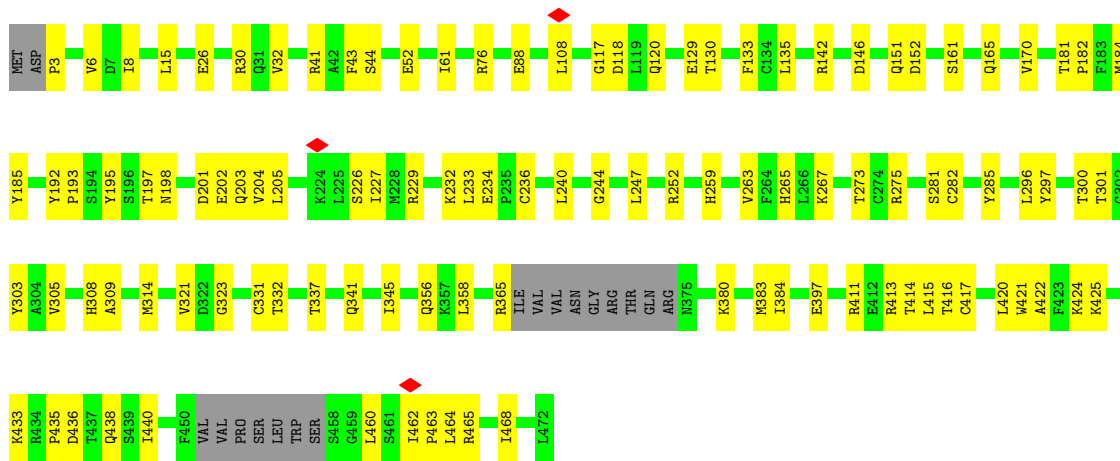 MET ASP P3 V6 D7 I8 L15 E26 R30 Q31 V32 R41 A42 F43 S44 E52 I61 R76 E88 L108 G117 D118 L119 Q120 E129 T130 F133 C134 L135 R142 D146 Q151 D152 S161 Q165 V170 T181 P182 F183 M184
Y185 Y192 P193 S194 Y195 S196 T197 N198 D201 E202 Q203 V204 L205 K224 L225 S226 I227 M228 R229 K232 L233 E234 P235 C236 L240 G244 L247 R252 H259 V263 F264 H265 L266 K267 T273 C274 R275 S281 C282 Y285 L296 Y297 T300 T301
Y303 A304 V305 H308 A309 M314 V321 D322 G323 C331 T332 T337 Q341 I345 Q356 K357 L358 R365 ILE VAL VAL ASN GLY ARG THR GLN ARG N375 K380 M383 I384 E397 R411 E412 R413 T414 L415 T416 C417 L420 W421 A422 F423 K424 K425
K433 R434 P435 D436 T437 Q438 S439 I440 F450 VAL VAL PRO SER LEU TRP SER S458 G459 L460 S461 I462 P463 L464 R465 I468 L472